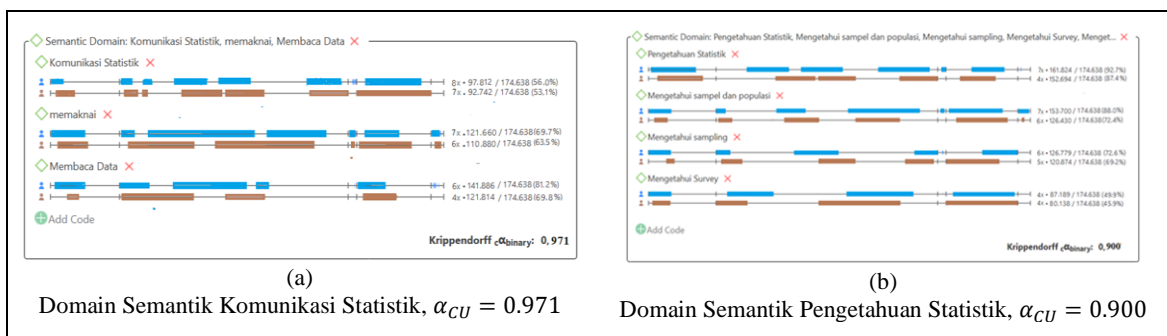 Semantic Domain: Komunikasi Statistik, memaknai, Membaca Data
Komunikasi Statistik
8x • 97.812 / 174.638 (56.0%)
7x • 92.742 / 174.638 (53.1%)
memaknai
7x • 121.660 / 174.638 (69.7%)
6x • 110.880 / 174.638 (63.5%)
Membaca Data
6x • 141.886 / 174.638 (81.2%)
4x • 121.814 / 174.638 (69.8%)
Add Code
Krippendorff cαbinary: 0,971
(a)
Domain Semantik Komunikasi Statistik, α_CU = 0.971
Semantic Domain: Pengetahuan Statistik, Mengetahui sampel dan populasi, Mengetahui sampling, Mengetahui Survey, Menget...
Pengetahuan Statistik
7x • 161.824 / 174.638 (92.7%)
4x • 152.694 / 174.638 (87.4%)
Mengetahui sampel dan populasi
7x • 153.700 / 174.638 (88.0%)
6x • 126.430 / 174.638 (72.4%)
Mengetahui sampling
6x • 126.779 / 174.638 (72.6%)
5x • 120.874 / 174.638 (69.2%)
Mengetahui Survey
4x • 87.189 / 174.638 (49.9%)
4x • 80.138 / 174.638 (45.9%)
Add Code
Krippendorff cαbinary: 0,900
(b)
Domain Semantik Pengetahuan Statistik, α_CU = 0.900